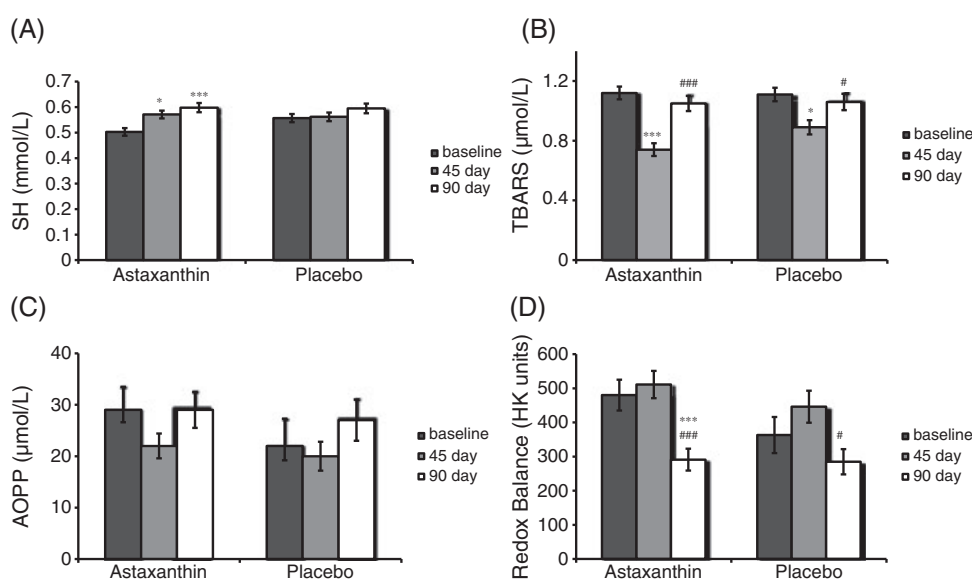 (A)
SH (mmol/L)
0.7
0.6
0.5
0.4
0.3
0.2
0.1
0
*
***
Astaxanthin
Placebo
baseline
45 day
90 day
(B)
TBARS (µmol/L)
1.2
0.8
0.4
0
***
###
*
#
Astaxanthin
Placebo
baseline
45 day
90 day
(C)
AOPP (µmol/L)
40
30
20
10
0
Astaxanthin
Placebo
baseline
45 day
90 day
(D)
Redox Balance (HK units)
600
500
400
300
200
100
0
***
###
#
Astaxanthin
Placebo
baseline
45 day
90 day